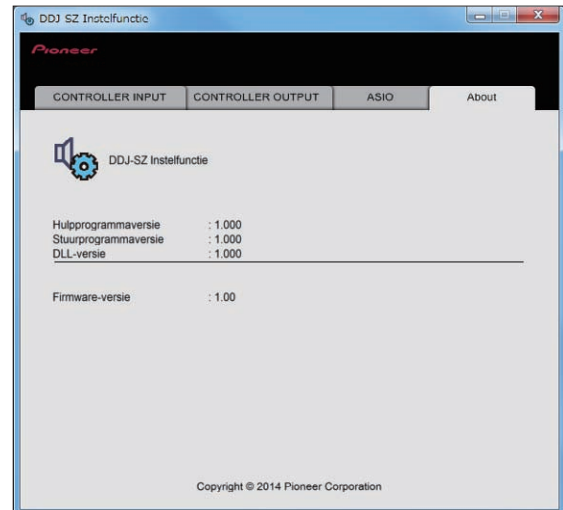 DDJ SZ Instelfunctie
Pioneer
CONTROLLER INPUT CONTROLLER OUTPUT ASIO About
DDJ-SZ Instelfunctie
Hulpprogrammaversie : 1.000
Stuurprogrammaversie : 1.000
DLL-versie : 1.000
Firmware-versie : 1.00
Copyright © 2014 Pioneer Corporation